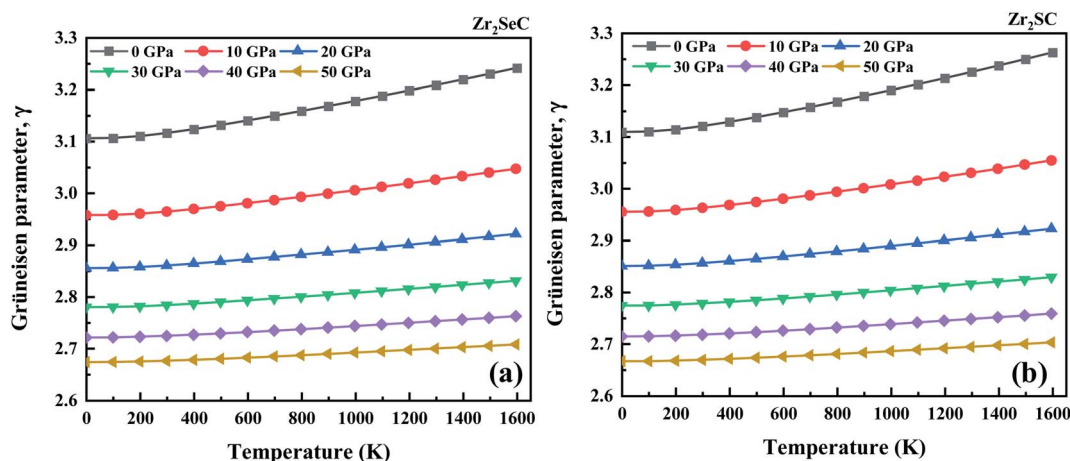 Zr₂SeC
3.3
3.2
3.1
3.0
2.9
2.8
2.7
2.6
Grüneisen parameter, γ
0 GPa 10 GPa 20 GPa
30 GPa 40 GPa 50 GPa
(a)
0 200 400 600 800 1000 1200 1400 1600
Temperature (K)
Zr₂SC
3.3
3.2
3.1
3.0
2.9
2.8
2.7
2.6
Grüneisen parameter, γ
0 GPa 10 GPa 20 GPa
30 GPa 40 GPa 50 GPa
(b)
0 200 400 600 800 1000 1200 1400 1600
Temperature (K)